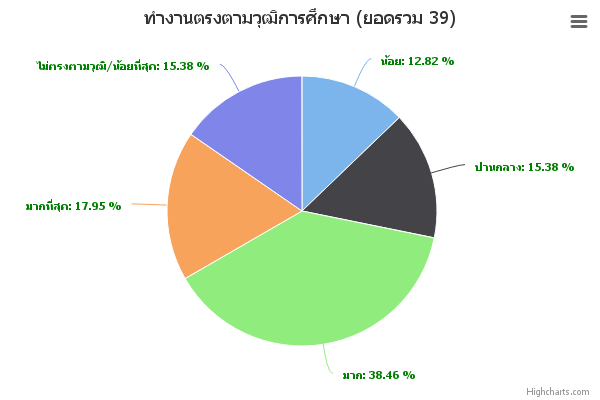 ทำงานตรงตามวุฒิการศึกษา (ยอดรวม 39)
น้อย: 12.82 %
ไม่ตรงตามวุฒิ/น้อยที่สุด: 15.38 %
ปานกลาง: 15.38 %
มากที่สุด: 17.95 %
มาก: 38.46 %
Highcharts.com